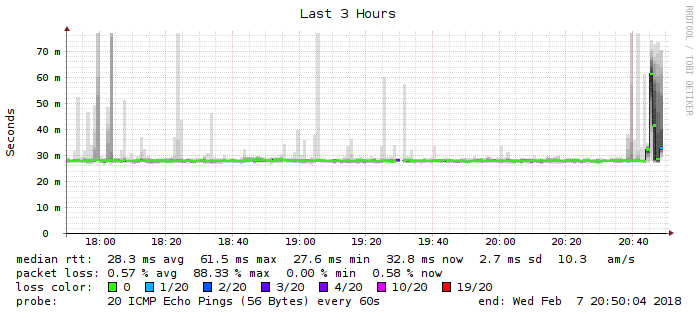 Last 3 Hours
RRDTOOL / TOBI OETIKER
Seconds
70 m
60 m
50 m
40 m
30 m
20 m
10 m
0
18:00 18:20 18:40 19:00 19:20 19:40 20:00 20:20 20:40
median rtt: 28.3 ms avg 61.5 ms max 27.6 ms min 32.8 ms now 2.7 ms sd 10.3 am/s
packet loss: 0.57 % avg 88.33 % max 0.00 % min 0.58 % now
loss color: 0 1/20 2/20 3/20 4/20 10/20 19/20
probe: 20 ICMP Echo Pings (56 Bytes) every 60s end: Wed Feb 7 20:50:04 2018